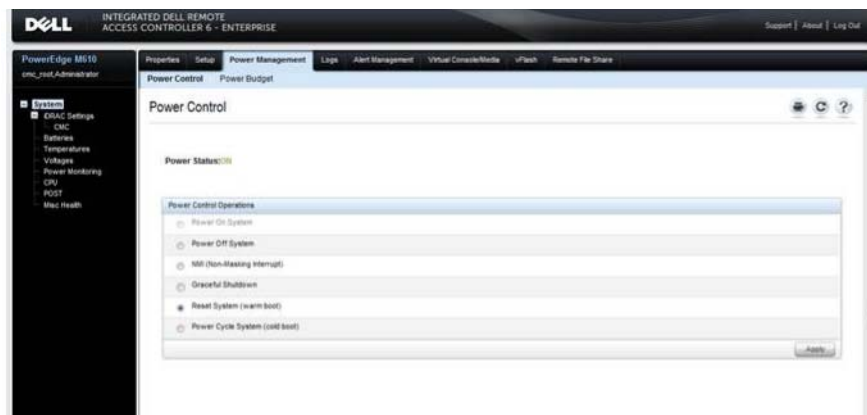 DELL
INTEGRATED DELL REMOTE
ACCESS CONTROLLER 6 - ENTERPRISE
Support | About | Log Out
PowerEdge M610
cmc_root,Administrator
Properties Setup Power Management Logs Alert Management Virtual Console/Media vFlash Remote File Share
Power Control Power Budget
System
iDRAC Settings
CMC
Batteries
Temperatures
Voltages
Power Monitoring
CPU
POST
Misc Health
Power Control
Power Status:ON
Power Control Operations
Power On System
Power Off System
NMI (Non-Masking Interrupt)
Graceful Shutdown
Reset System (warm boot)
Power Cycle System (cold boot)
Apply